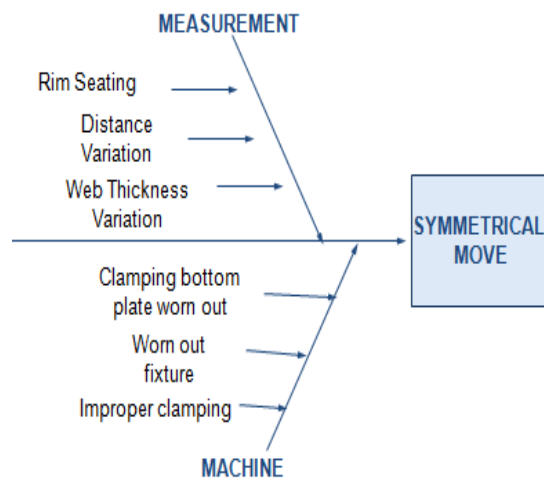 MEASUREMENT
Rim Seating
Distance
Variation
Web Thickness
Variation
SYMMETRICAL
MOVE
Clamping bottom
plate worn out
Worn out
fixture
Improper clamping
MACHINE